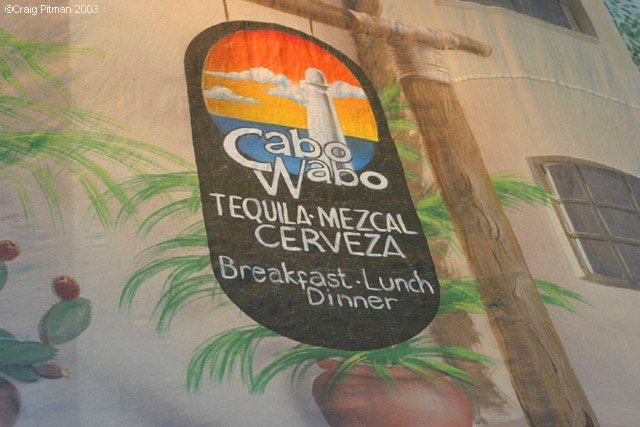 ©Craig Pitman 2003
Cabo
Wabo
TEQUILA·MEZCAL
CERVEZA
Breakfast·Lunch
Dinner